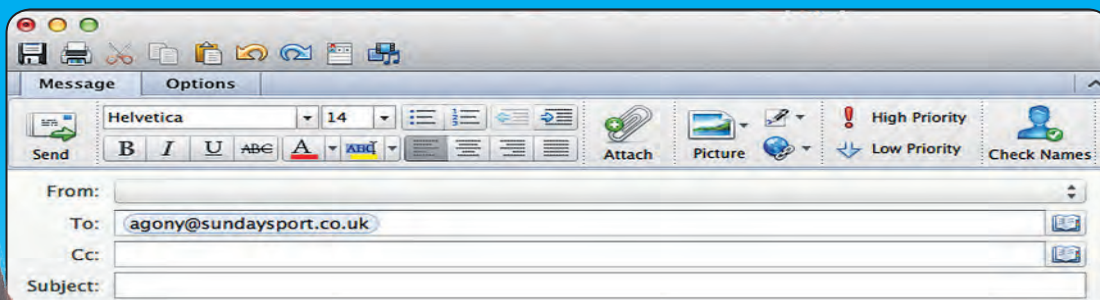 Message Options
Helvetica 14 High Priority
Send B I U ABC A ABC Attach Picture Low Priority Check Names
From:
To: agony@sundaysport.co.uk
Cc:
Subject: